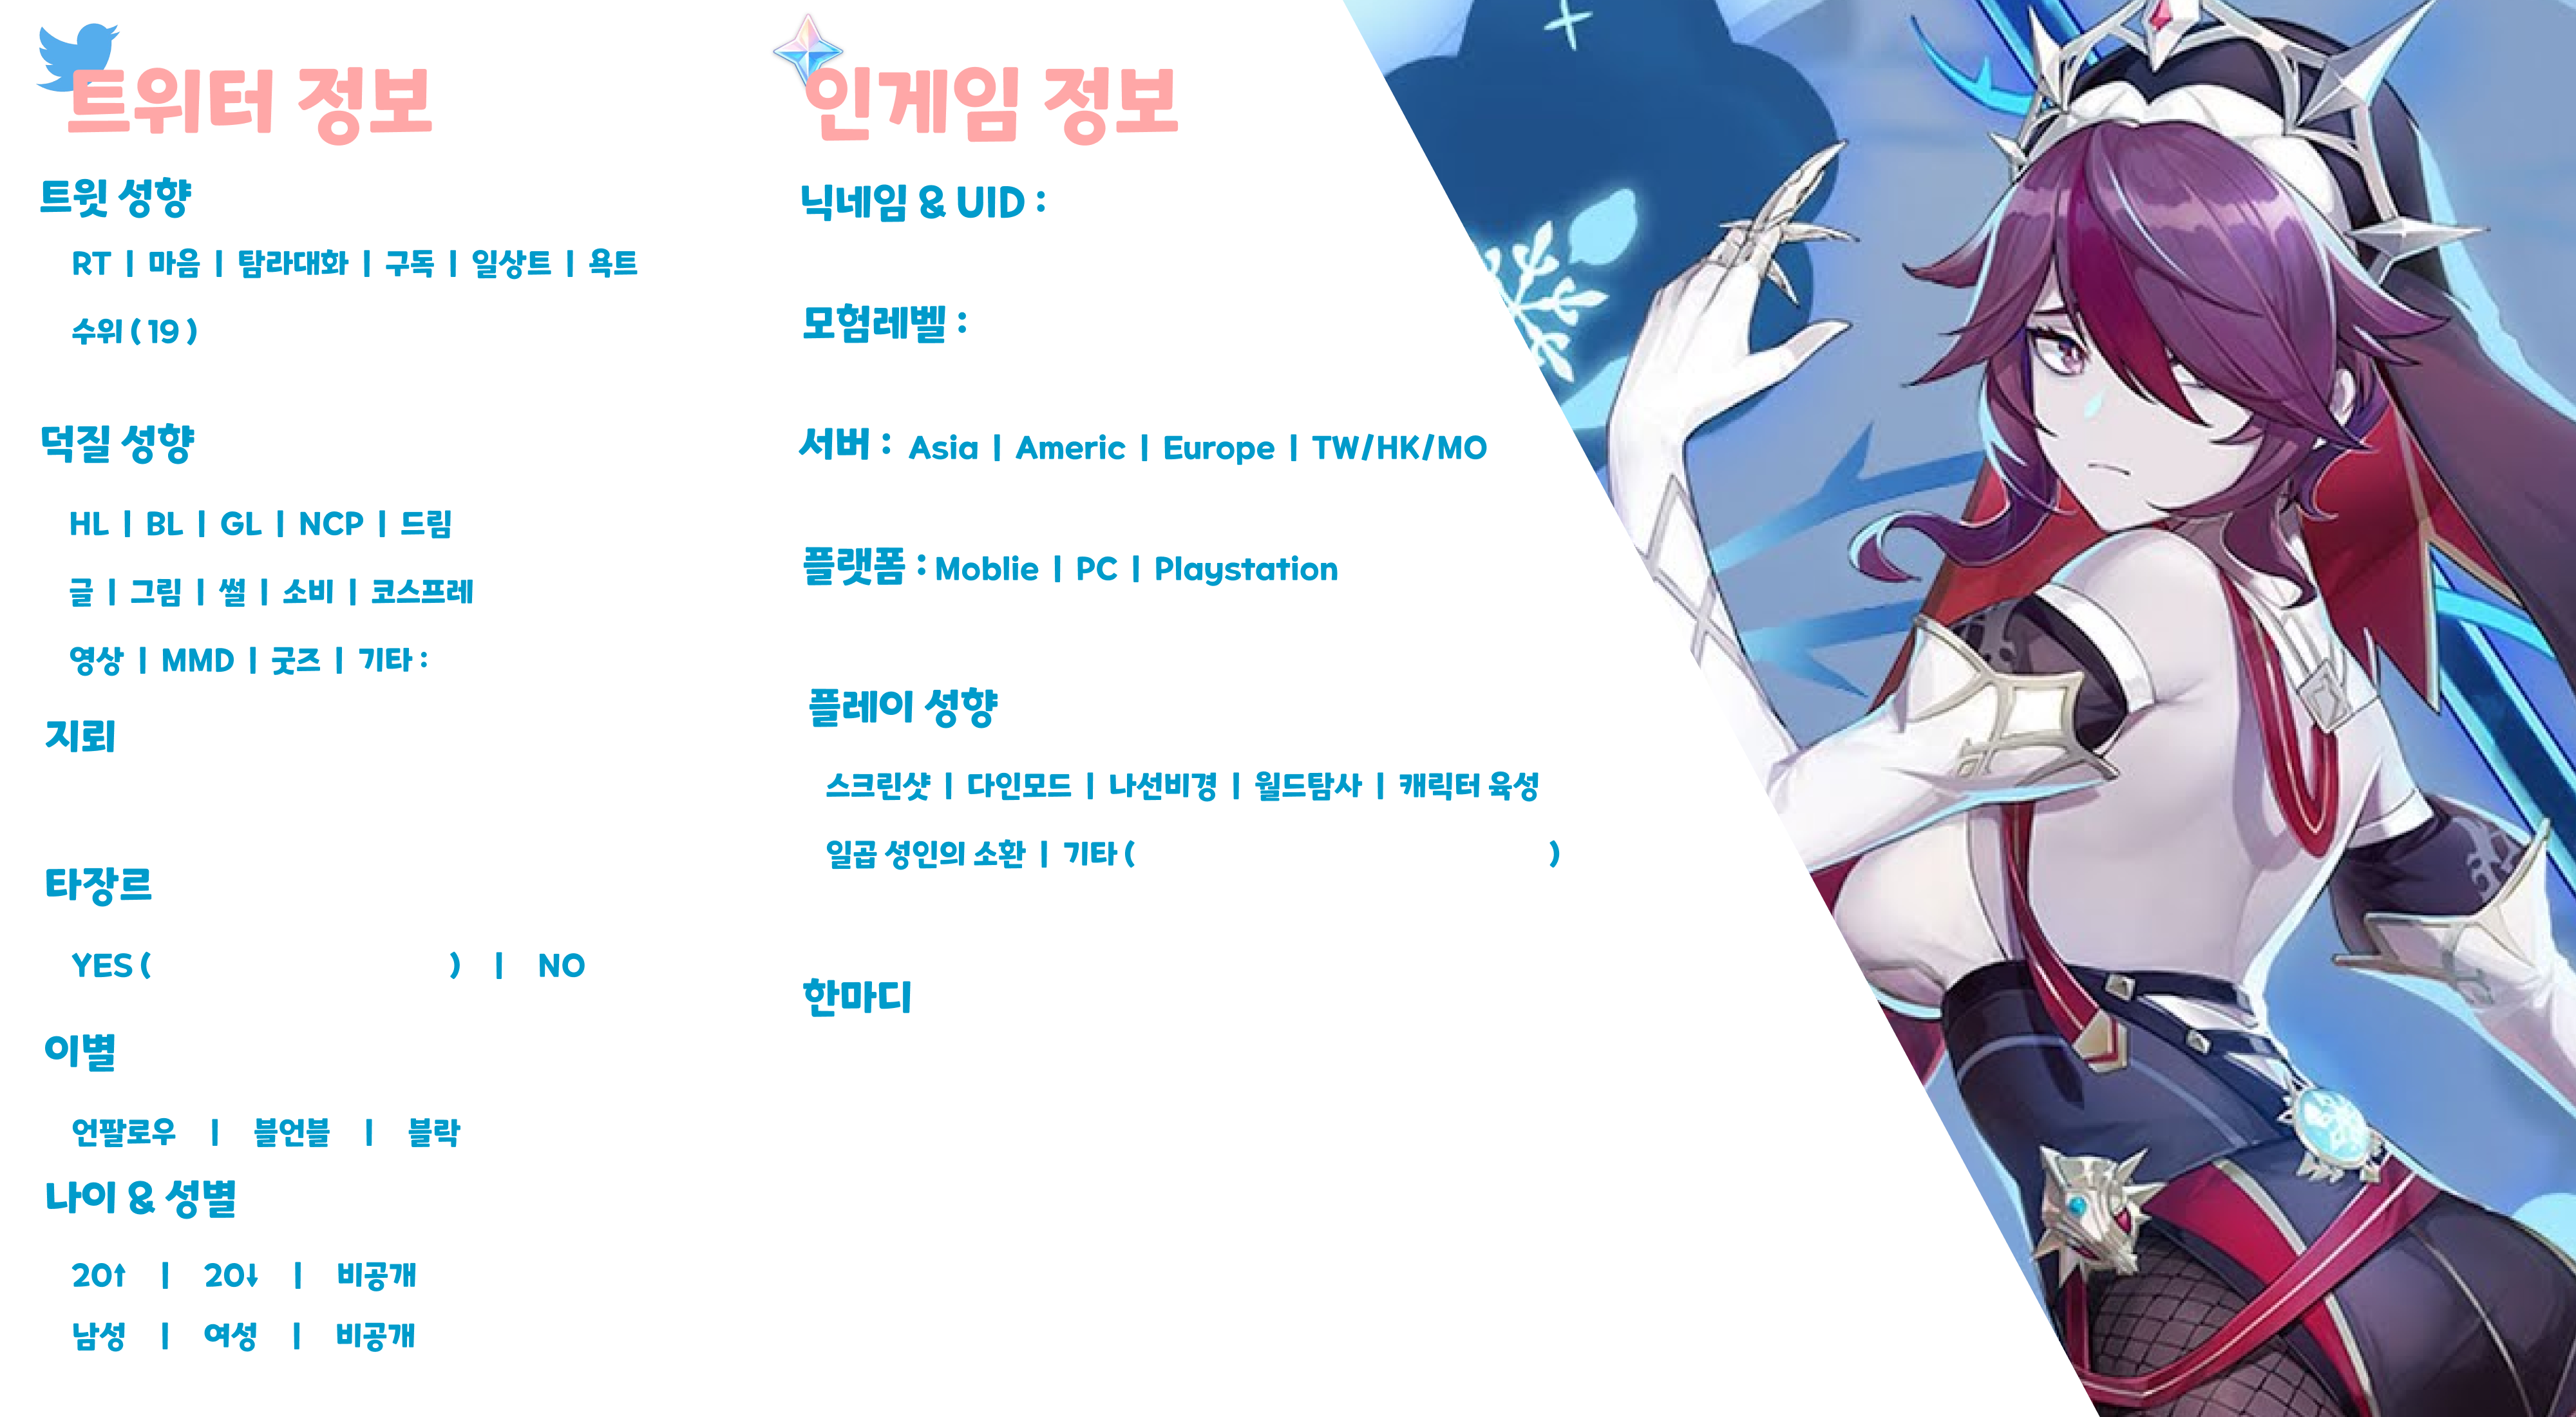 트위터 정보
트윗 성향
RT | 마음 | 탐라대화 | 구독 | 일상트 | 욕트
수위 ( 19 )
덕질 성향
HL | BL | GL | NCP | 드림
글 | 그림 | 썰 | 소비 | 코스프레
영상 | MMD | 굿즈 | 기타 :
지뢰
타장르
YES ( ) | NO
이별
언팔로우 | 블언블 | 블락
나이 & 성별
20↑ | 20↓ | 비공개
남성 | 여성 | 비공개
인게임 정보
닉네임 & UID :
모험레벨 :
서버 : Asia | Americ | Europe | TW/HK/MO
플랫폼 : Moblie | PC | Playstation
플레이 성향
스크린샷 | 다인모드 | 나선비경 | 월드탐사 | 캐릭터 육성
일곱 성인의 소환 | 기타 ( )
한마디